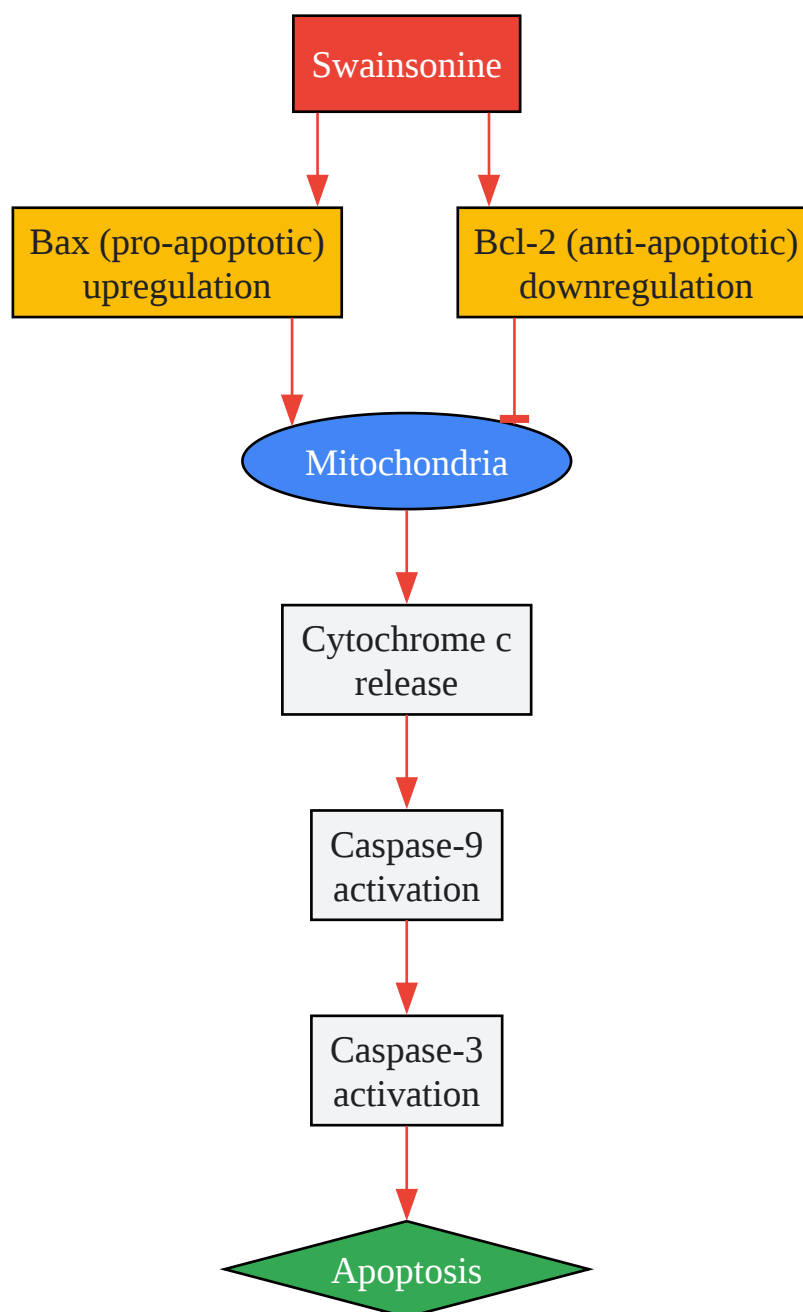 Swainsonine
Bax (pro-apoptotic)
upregulation
Bcl-2 (anti-apoptotic)
downregulation
Mitochondria
Cytochrome c
release
Caspase-9
activation
Caspase-3
activation
Apoptosis